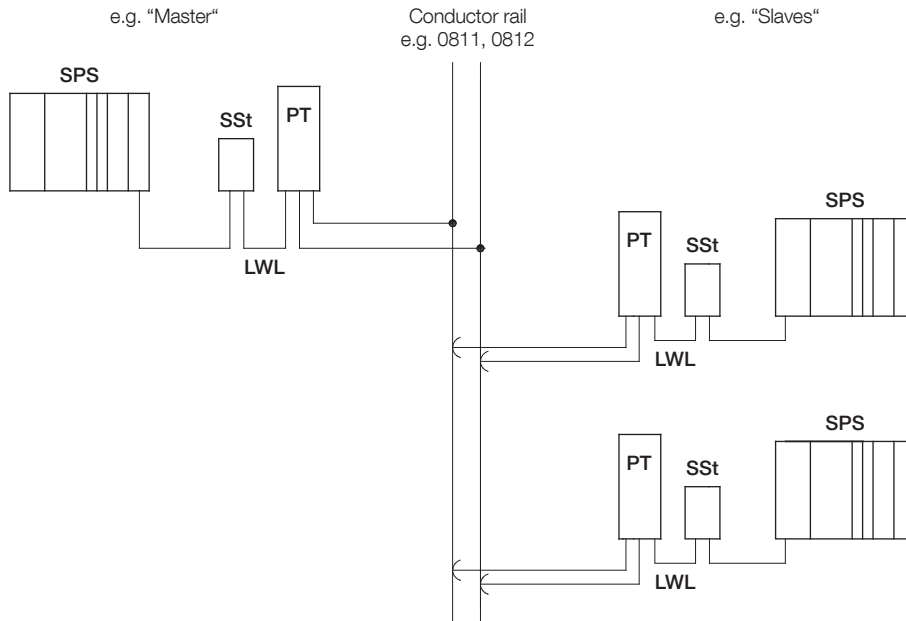 e.g. “Master“
Conductor rail
e.g. 0811, 0812
e.g. “Slaves“
SPS
SSt
PT
LWL
SPS
PT
SSt
LWL
SPS
PT
SSt
LWL